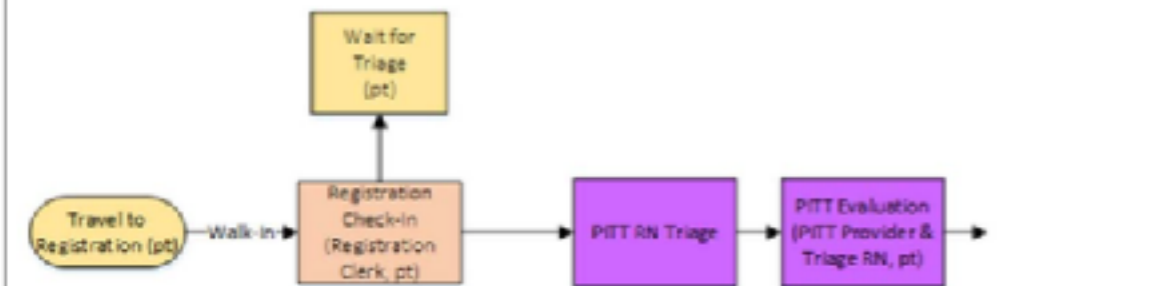 Wait for
Triage
(pt)
Travel to
Registration (pt)
Walk-In
Registration
Check-In
(Registration
Clerk, pt)
PITT RN Triage
PITT Evaluation
(PITT Provider &
Triage RN, pt)